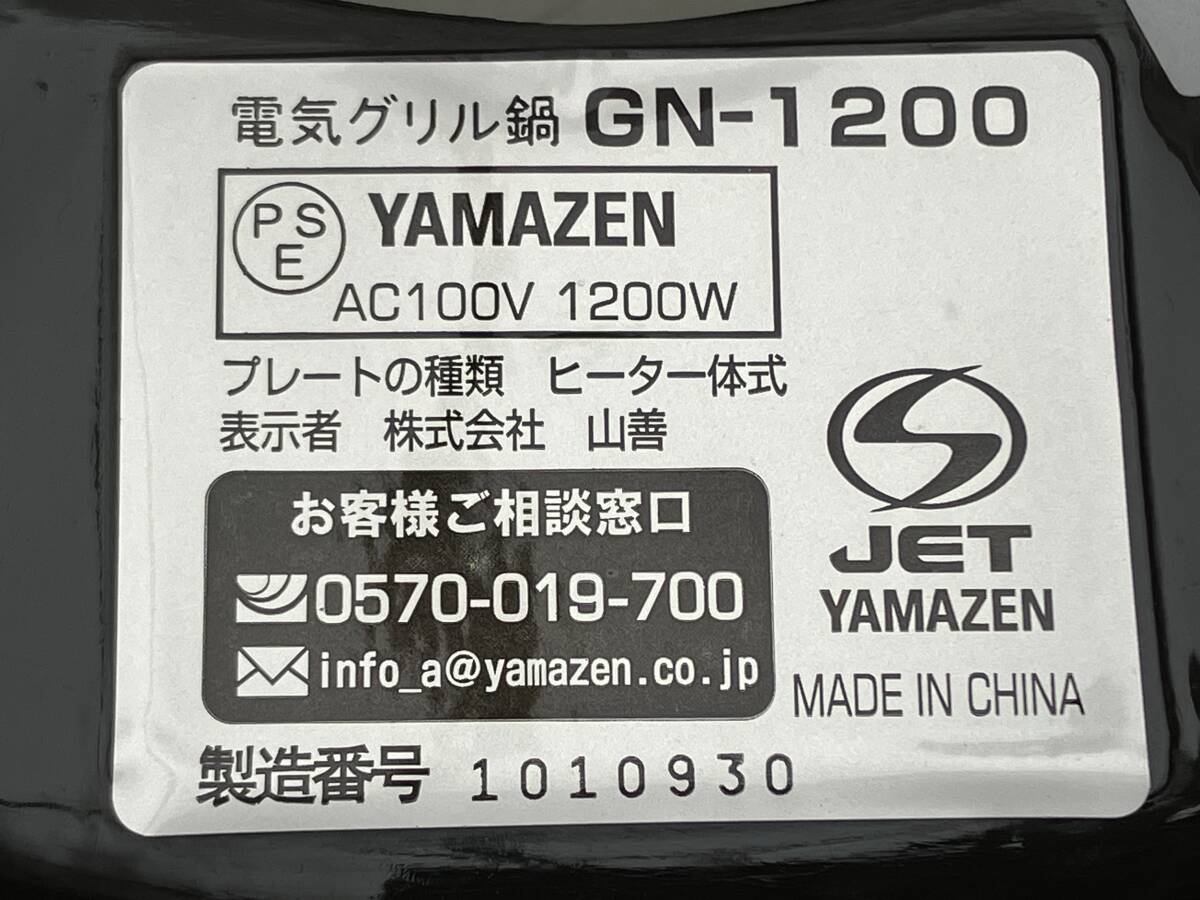 電気グリル鍋 GN-1200
PSE
YAMAZEN
AC100V 1200W
プレートの種類 ヒーター体式
表示者 株式会社 山善
お客様ご相談窓口
0570-019-700
info_a@yamazen.co.jp
JET
YAMAZEN
MADE IN CHINA
製造番号 1010930